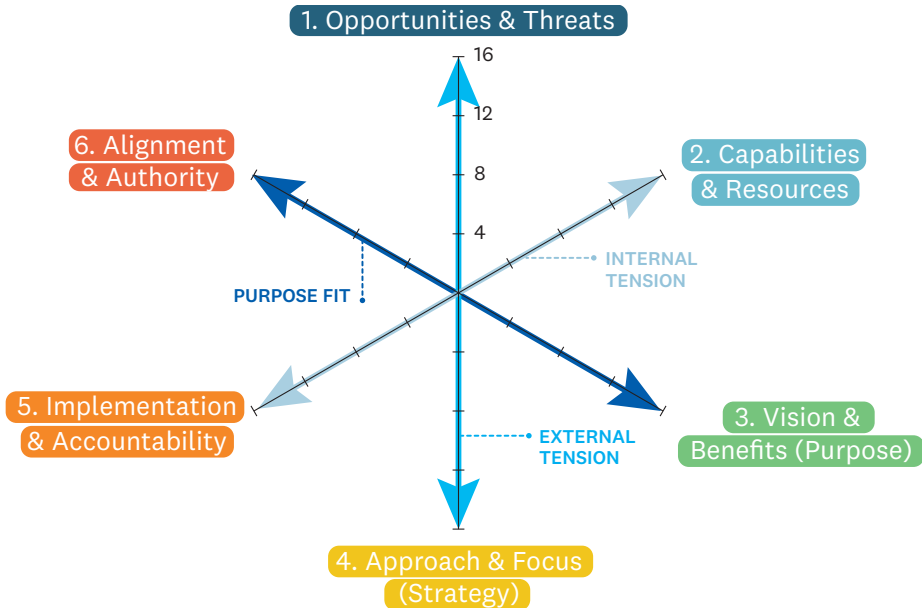 1. Opportunities & Threats
16
12
6. Alignment
& Authority
2. Capabilities
& Resources
8
4
INTERNAL
TENSION
PURPOSE FIT
5. Implementation
& Accountability
3. Vision &
Benefits (Purpose)
EXTERNAL
TENSION
4. Approach & Focus
(Strategy)